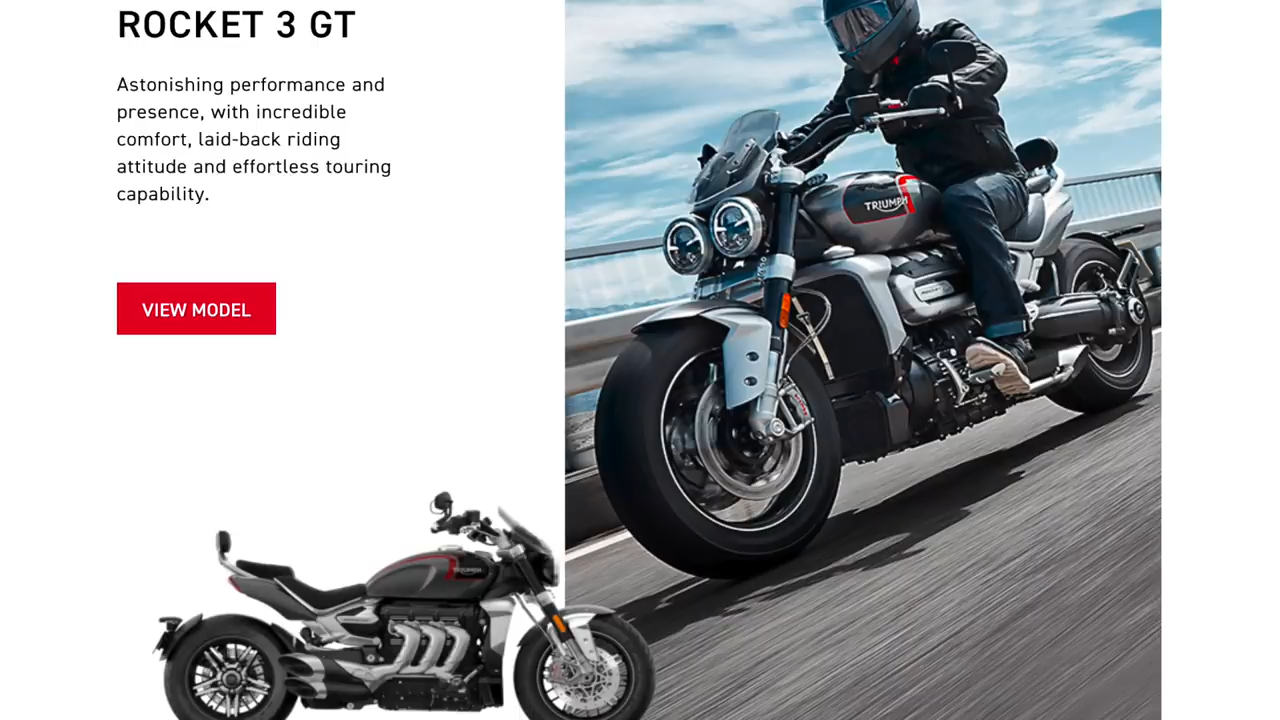 ROCKET 3 GT
Astonishing performance and
presence, with incredible
comfort, laid-back riding
attitude and effortless touring
capability.
VIEW MODEL
TRIUMPH
TRIUMPH